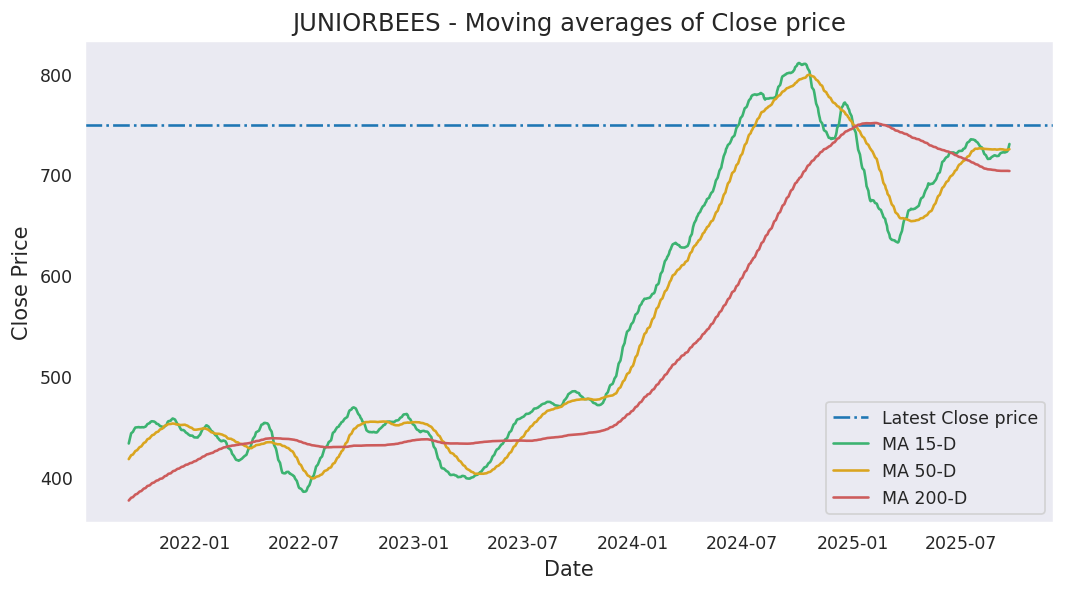 JUNIORBEES - Moving averages of Close price
Close Price
800
700
600
500
400
Latest Close price
MA 15-D
MA 50-D
MA 200-D
2022-01 2022-07 2023-01 2023-07 2024-01 2024-07 2025-01 2025-07
Date